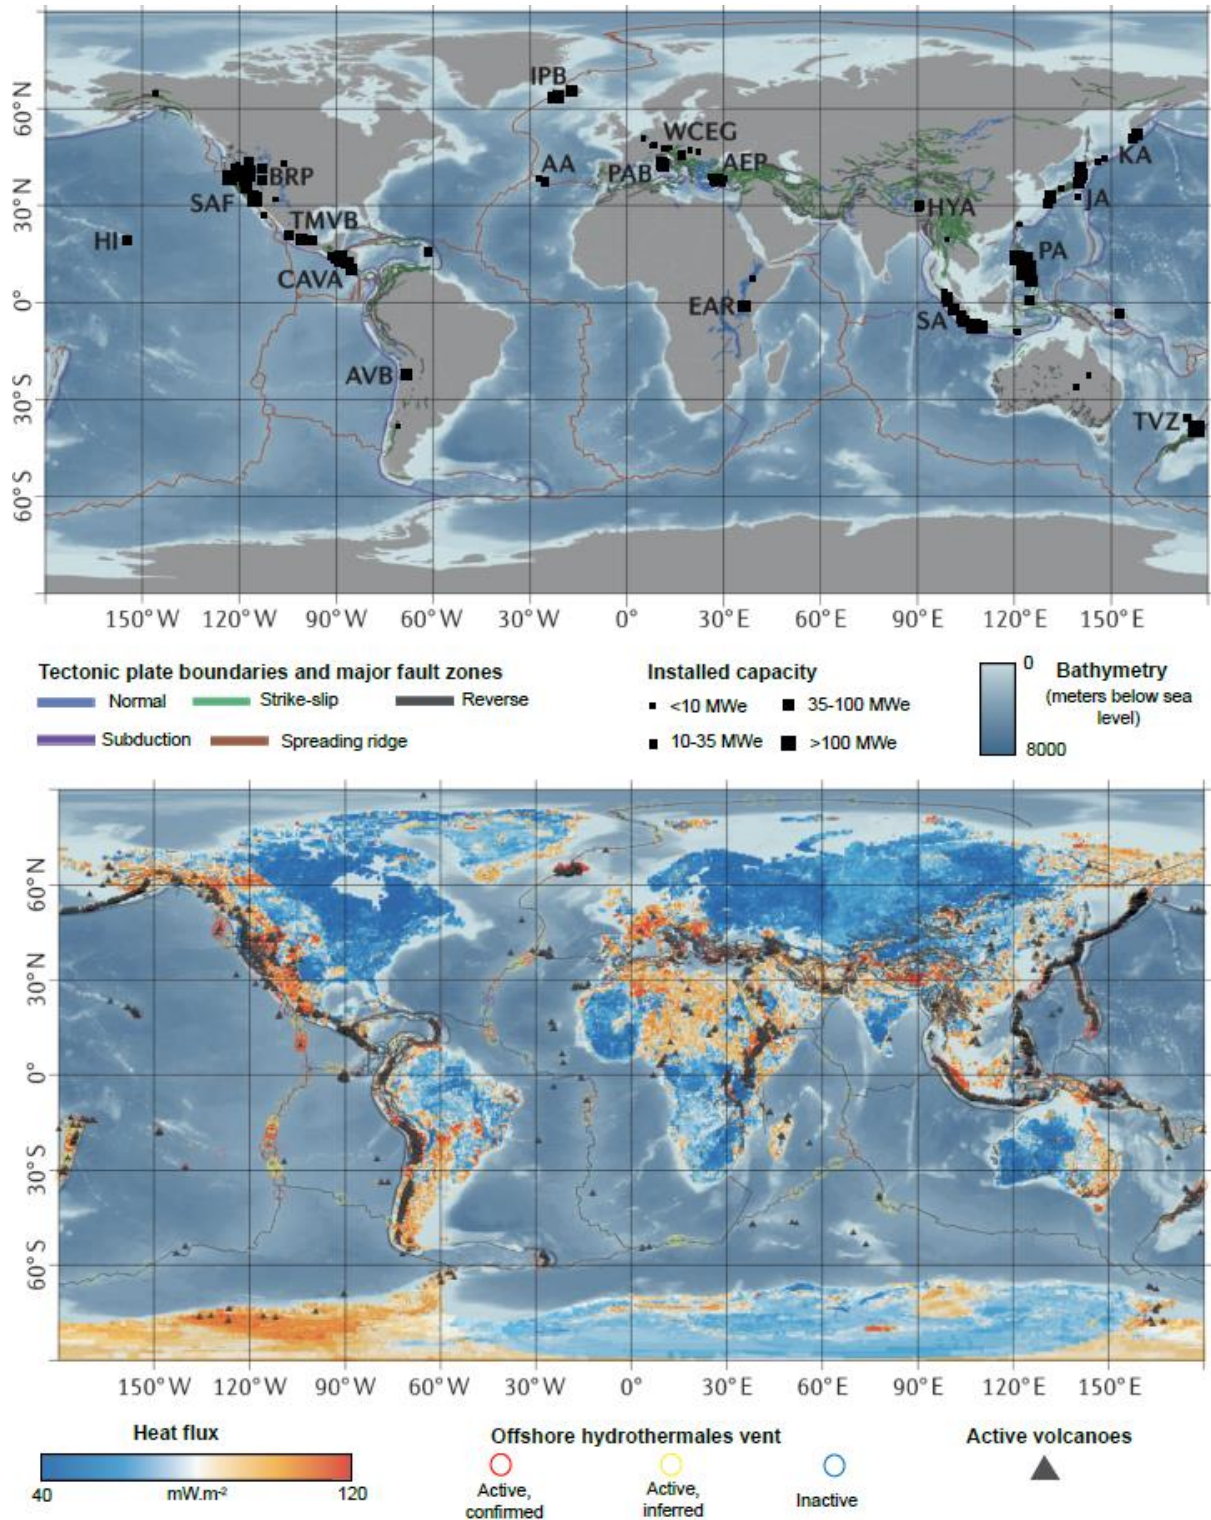 60°N
30°N
0°
30°S
60°S
IPB
WCEG
AA
PAB
AEP
KA
BRP
SAF
HYA
JA
TMVB
HI
PA
CAVA
EAR
SA
AVB
TVZ
150°W 120°W 90°W 60°W 30°W 0° 30°E 60°E 90°E 120°E 150°E
Tectonic plate boundaries and major fault zones
Normal Strike-slip Reverse
Subduction Spreading ridge
Installed capacity
<10 MWe 35-100 MWe
10-35 MWe >100 MWe
0
8000
Bathymetry
(meters below sea
level)
60°N
30°N
0°
30°S
60°S
150°W 120°W 90°W 60°W 30°W 0° 30°E 60°E 90°E 120°E 150°E
Heat flux
40 mW.m-² 120
Offshore hydrothermales vent
Active,
confirmed
Active,
inferred
Inactive
Active volcanoes